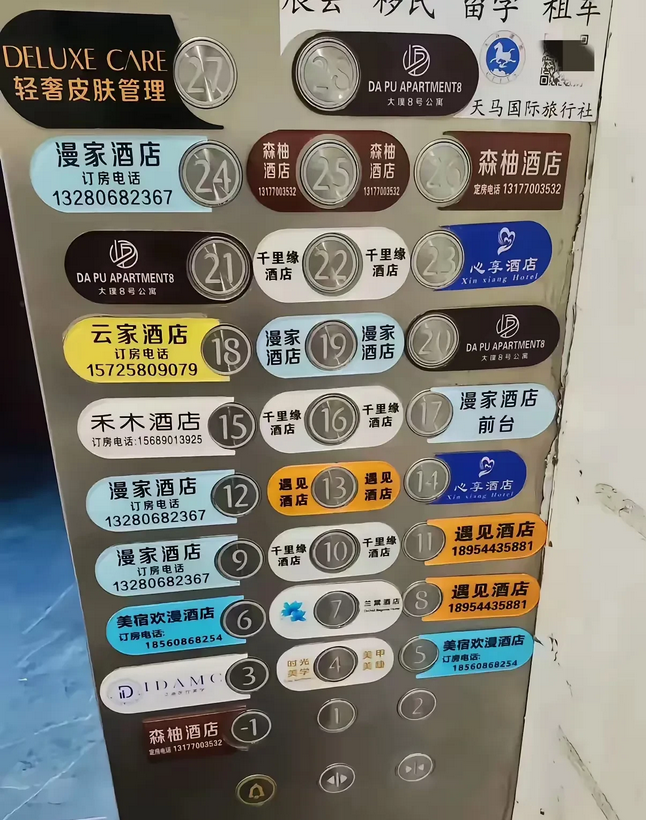 展会 移民 留学 租车
DELUXE CARE
轻奢皮肤管理
27
28
DA PU APARTMENT8
大璞8号公寓
天马国际旅行社
漫家酒店
订房电话
13280682367
24
森柚
酒店
13177003532
25
森柚
酒店
13177003532
26
森柚酒店
定房电话 13177003532
DA PU APARTMENT8
大璞8号公寓
21
千里缘
酒店
22
千里缘
酒店
23
心享酒店
Xin xiang Hotel
云家酒店
订房电话
15725809079
18
漫家
酒店
19
漫家
酒店
20
DA PU APARTMENT8
大璞8号公寓
禾木酒店
订房电话:15689013925
15
千里缘
酒店
16
千里缘
酒店
17
漫家酒店
前台
漫家酒店
订房电话
13280682367
12
遇见
酒店
13
遇见
酒店
14
心享酒店
Xin xiang Hotel
漫家酒店
订房电话
13280682367
9
千里缘
酒店
10
千里缘
酒店
11
遇见酒店
18954435881
美宿欢漫酒店
订房电话:
18560868254
6
7
8
遇见酒店
18954435881
IDAMC
3
时光
美学
4
美甲
美睫
5
美宿欢漫酒店
订房电话:
18560868254
森柚酒店
定房电话 13177003532
-1
1
2